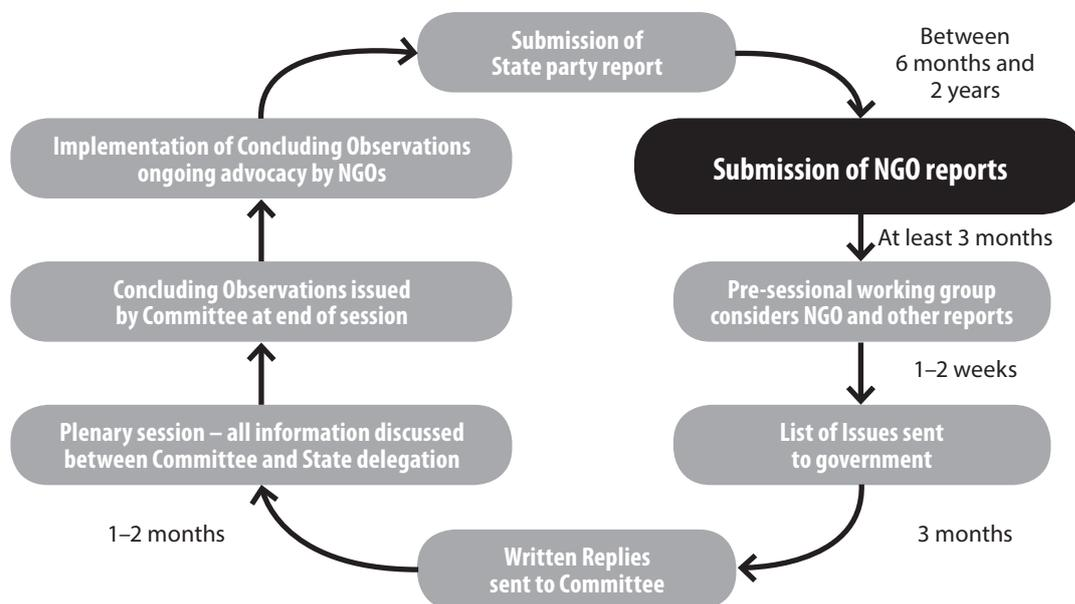 Submission of
State party report
Between
6 months and
2 years
Submission of NGO reports
At least 3 months
Pre-sessional working group
considers NGO and other reports
1–2 weeks
List of Issues sent
to government
3 months
Written Replies
sent to Committee
1–2 months
Plenary session – all information discussed
between Committee and State delegation
Concluding Observations issued
by Committee at end of session
Implementation of Concluding Observations
ongoing advocacy by NGOs